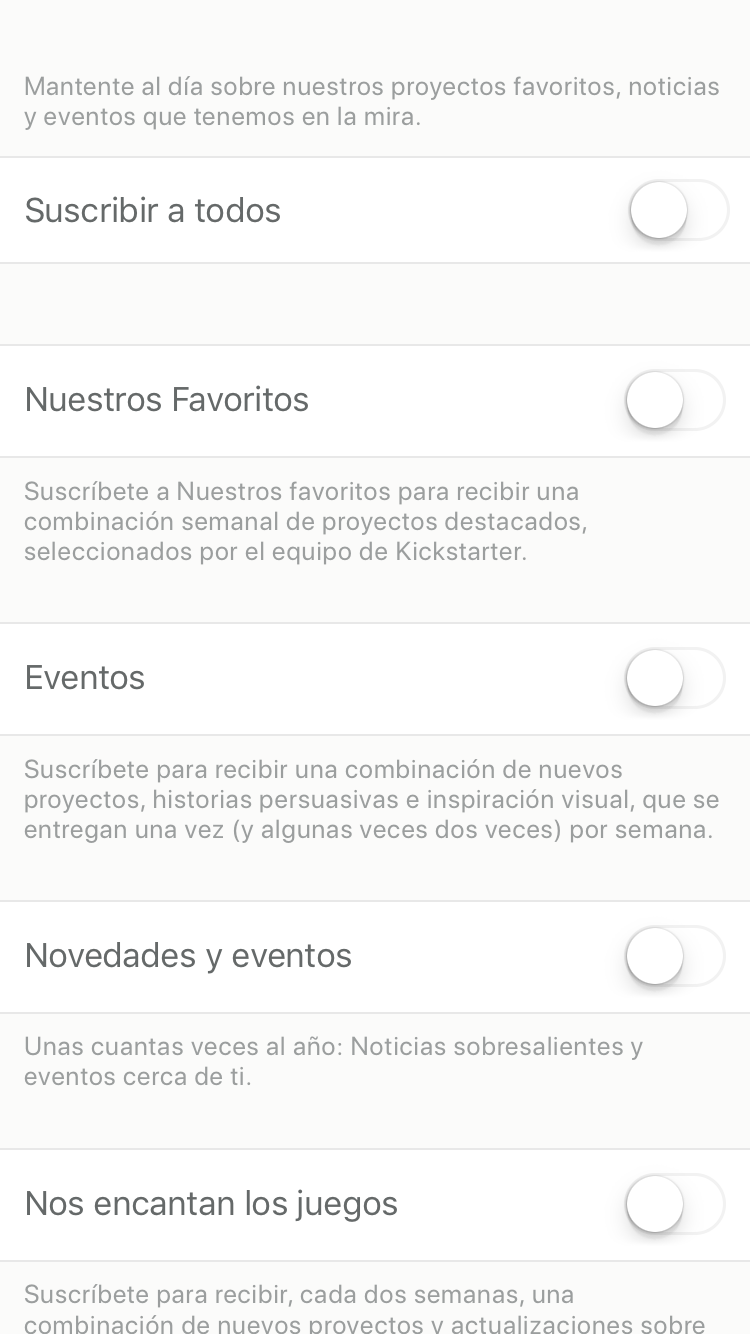 Mantente al día sobre nuestros proyectos favoritos, noticias
y eventos que tenemos en la mira.
Suscribir a todos
Nuestros Favoritos
Suscríbete a Nuestros favoritos para recibir una
combinación semanal de proyectos destacados,
seleccionados por el equipo de Kickstarter.
Eventos
Suscríbete para recibir una combinación de nuevos
proyectos, historias persuasivas e inspiración visual, que se
entregan una vez (y algunas veces dos veces) por semana.
Novedades y eventos
Unas cuantas veces al año: Noticias sobresalientes y
eventos cerca de ti.
Nos encantan los juegos
Suscríbete para recibir, cada dos semanas, una
combinación de nuevos proyectos y actualizaciones sobre